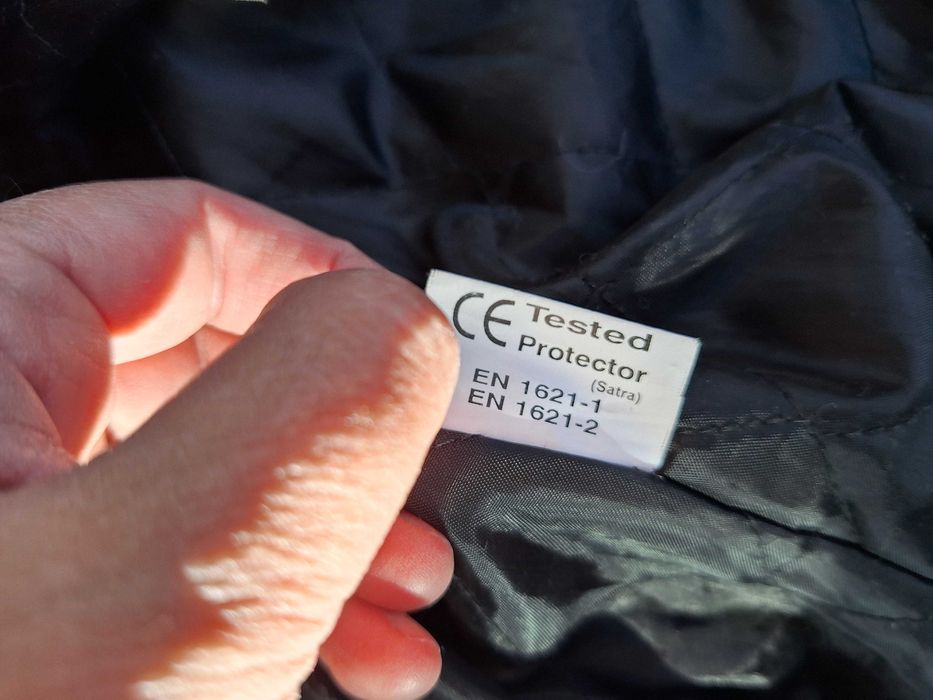 CE Tested
Protector
(Satra)
EN 1621-1
EN 1621-2